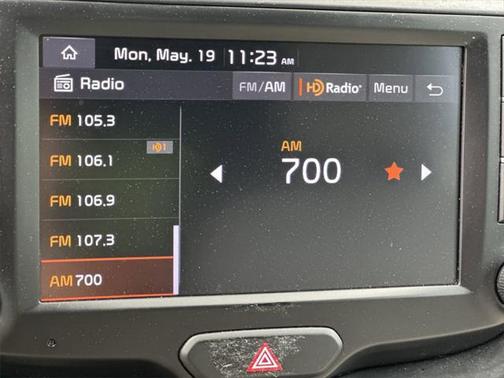 Mon, May. 19 11:23 AM
Radio FM/AM HD Radio® Menu
FM 105.3
HD1
FM 106.1
FM 106.9
FM 107.3
AM 700
AM
700